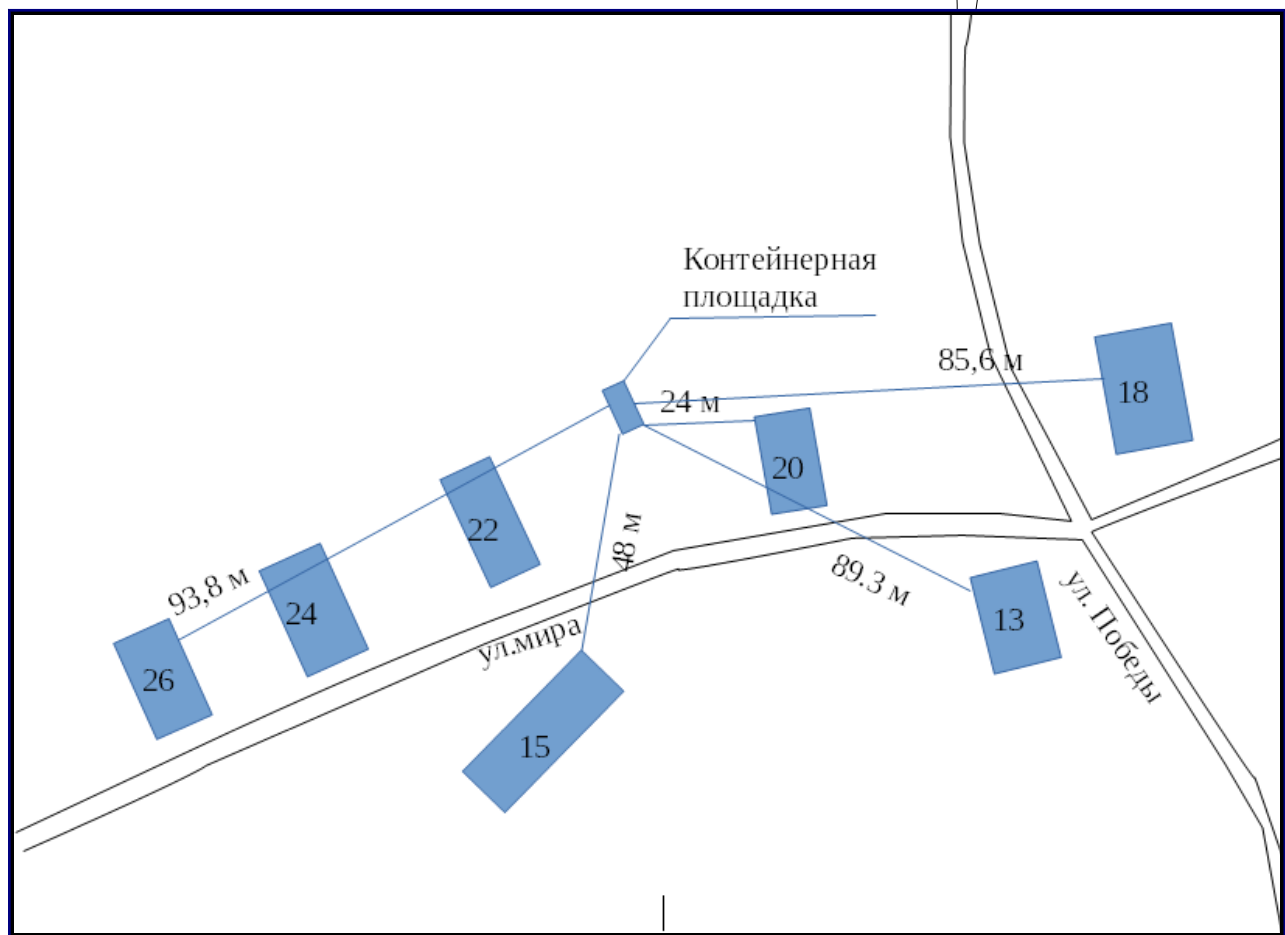 Контейнерная
площадка
85,6 м
18
24 м
20
22
48 м
93,8 м
24
26
ул.мира
15
89.3 м
13
ул. Победы